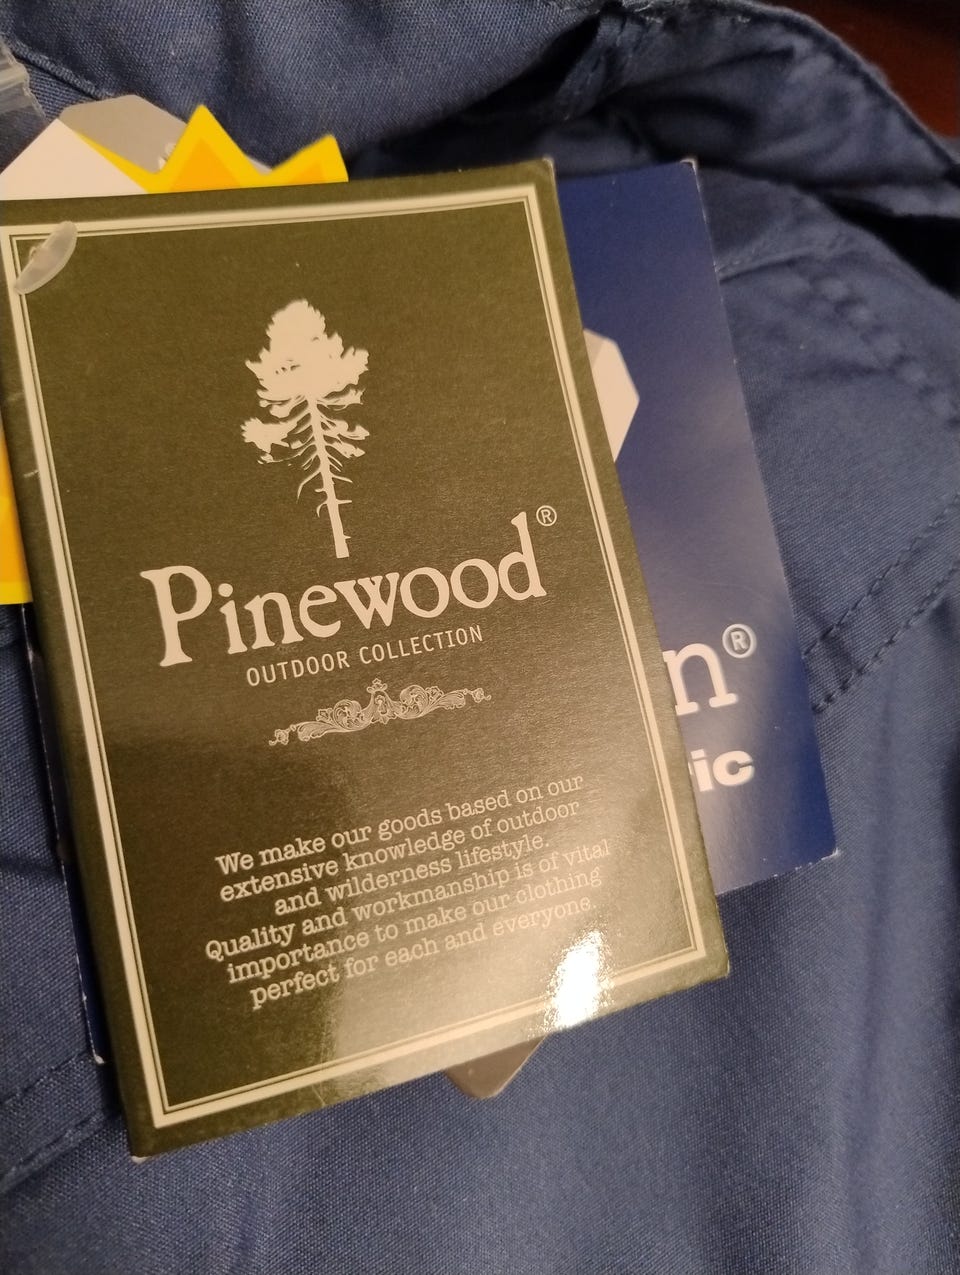 Pinewood®
OUTDOOR COLLECTION
We make our goods based on our
extensive knowledge of outdoor
and wilderness lifestyle.
Quality and workmanship is of vital
importance to make our clothing
perfect for each and everyone.
n®
ic